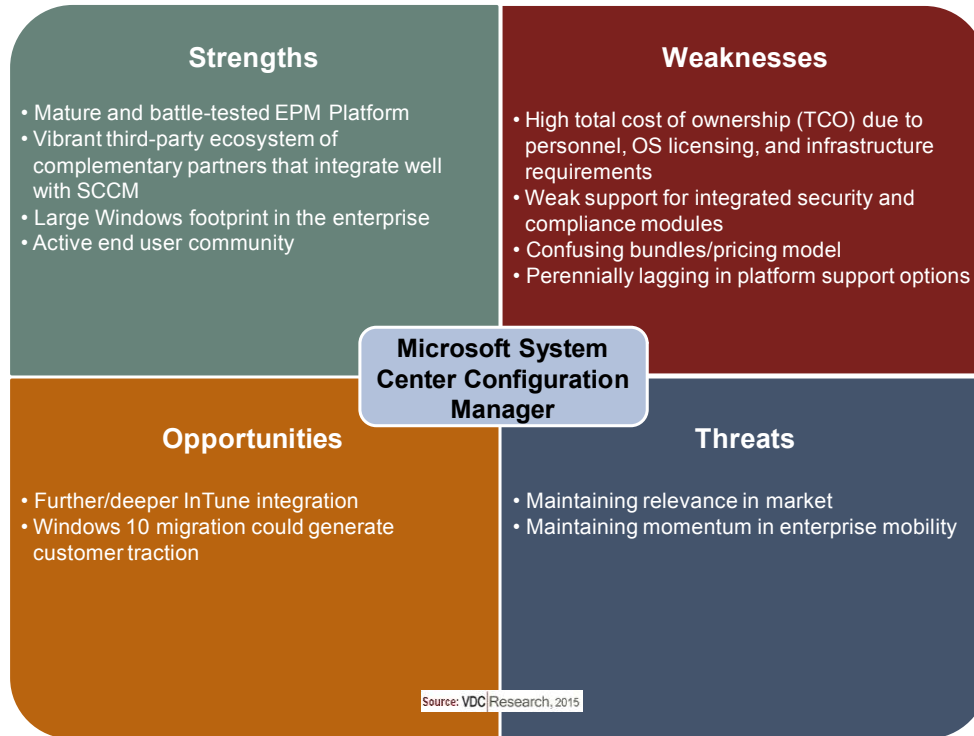 Strengths
• Mature and battle-tested EPM Platform
• Vibrant third-party ecosystem of
complementary partners that integrate well
with SCCM
• Large Windows footprint in the enterprise
• Active end user community
Weaknesses
• High total cost of ownership (TCO) due to
personnel, OS licensing, and infrastructure
requirements
• Weak support for integrated security and
compliance modules
• Confusing bundles/pricing model
• Perennially lagging in platform support options
Microsoft System
Center Configuration
Manager
Opportunities
• Further/deeper InTune integration
• Windows 10 migration could generate
customer traction
Threats
• Maintaining relevance in market
• Maintaining momentum in enterprise mobility
Source: VDC Research, 2015